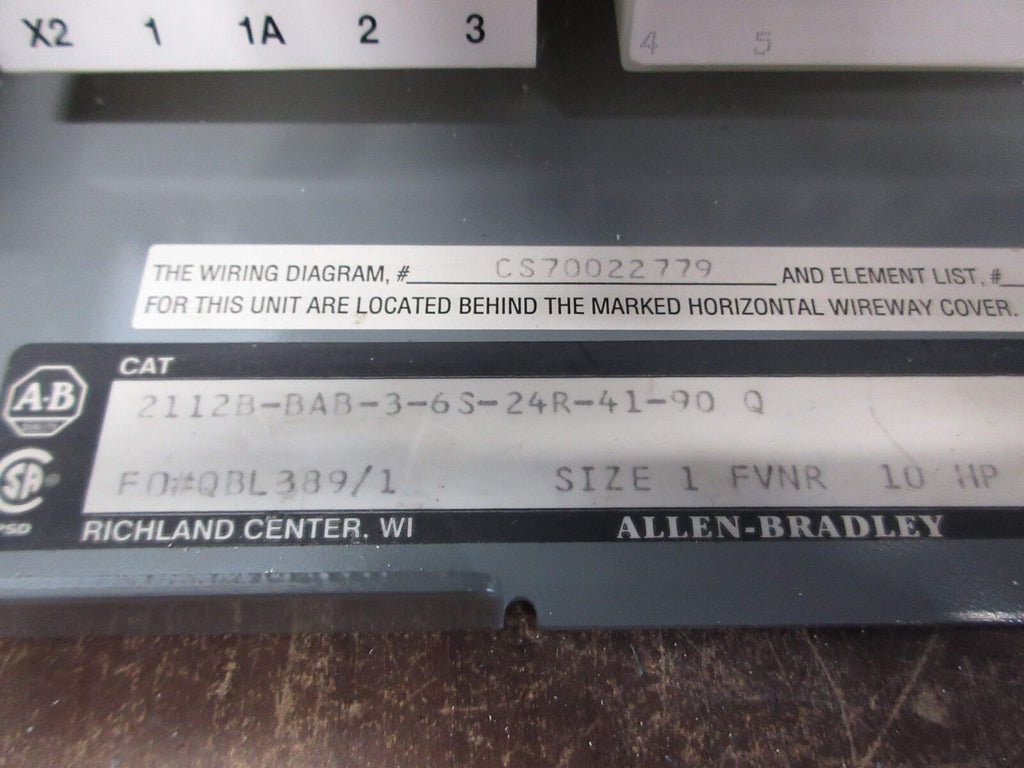 X2 1 1A 2 3
4 5
THE WIRING DIAGRAM, # CS70022779 AND ELEMENT LIST, #
FOR THIS UNIT ARE LOCATED BEHIND THE MARKED HORIZONTAL WIREWAY COVER.
CAT
A-B
2112B-BAB-3-6S-24R-41-90 Q
SA
FO#QBL389/1 SIZE 1 FVNR 10 HP
PSD
RICHLAND CENTER, WI ALLEN-BRADLEY